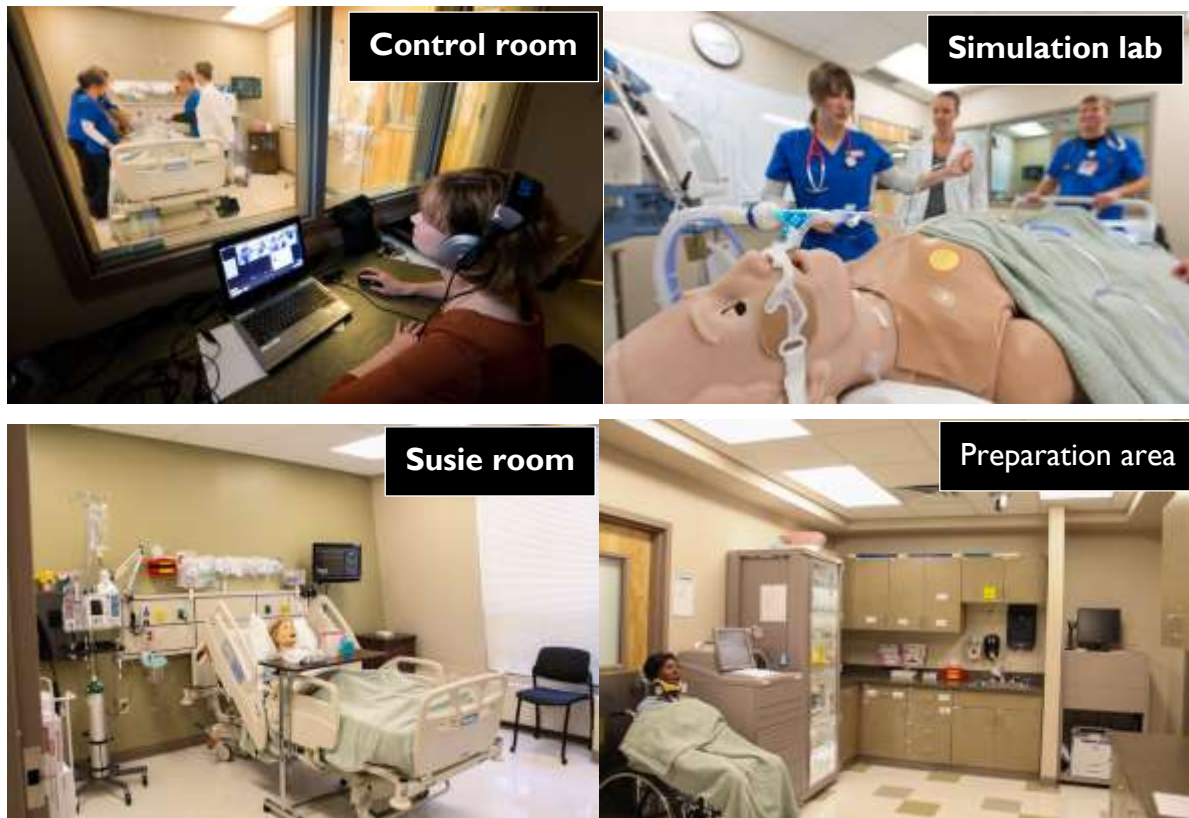 Control room
Simulation lab
Susie room
Preparation area